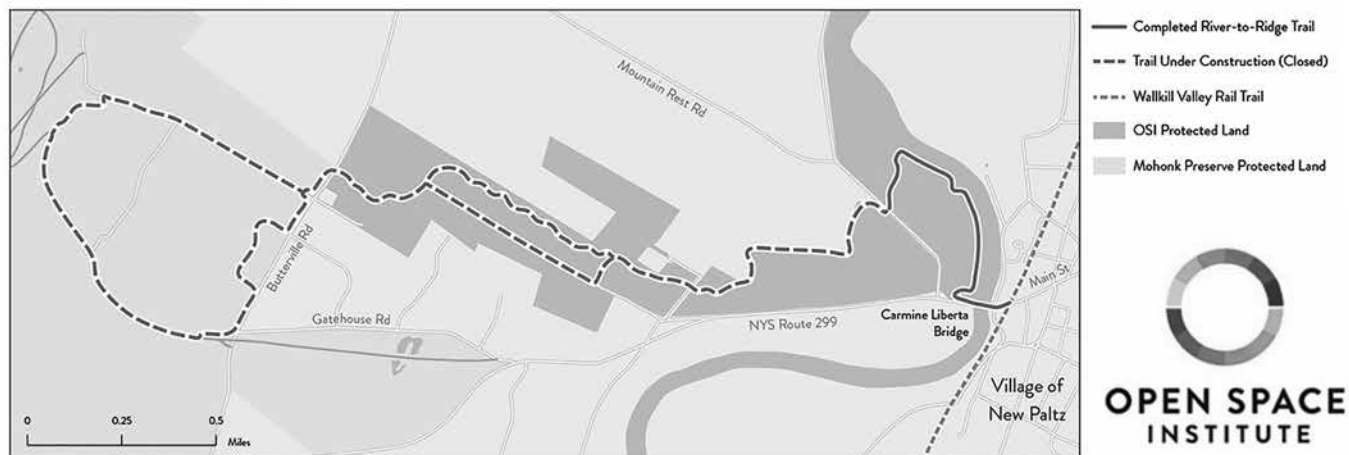 Mountain Rest Rd
Butterville Rd
Gatehouse Rd
NYS Route 299
Carmine Liberta
Bridge
Main St
Village of
New Paltz
0 0.25 0.5
Miles
Completed River-to-Ridge Trail
Trail Under Construction (Closed)
Wallkill Valley Rail Trail
OSI Protected Land
Mohonk Preserve Protected Land
OPEN SPACE
INSTITUTE